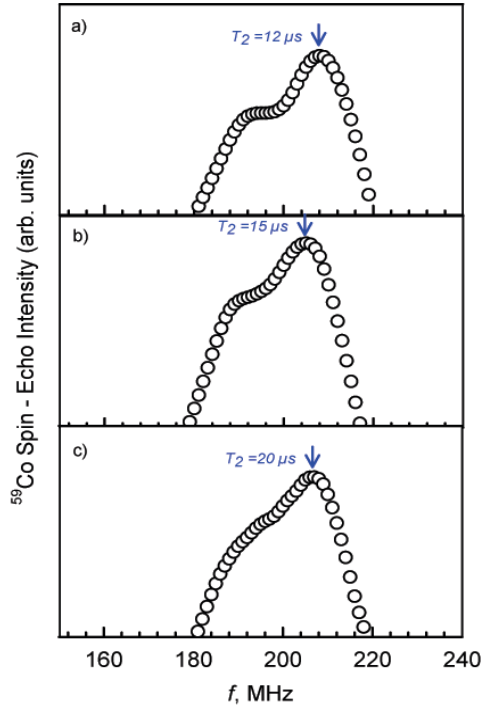 a)
T2 =12 µs
b)
T2 =15 µs
c)
T2 =20 µs
59Co Spin - Echo Intensity (arb. units)
160 180 200 220 240
f, MHz